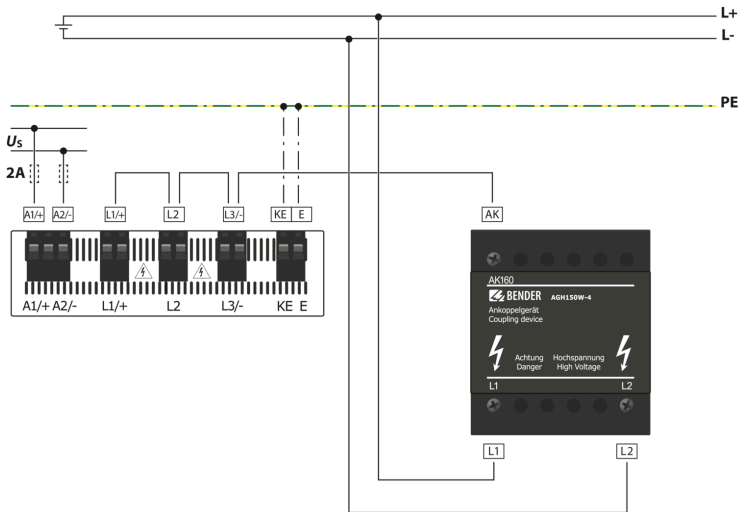 L+
L-
PE
Us
2A
A1/+ A2/- L1/+ L2 L3/- KE E AK
A1/+ A2/- L1/+ L2 L3/- KE E
AK160
BENDER AGH150W-4
Ankoppelgerät
Coupling device
Achtung Hochspannung
Danger High Voltage
L1 L2
L1 L2